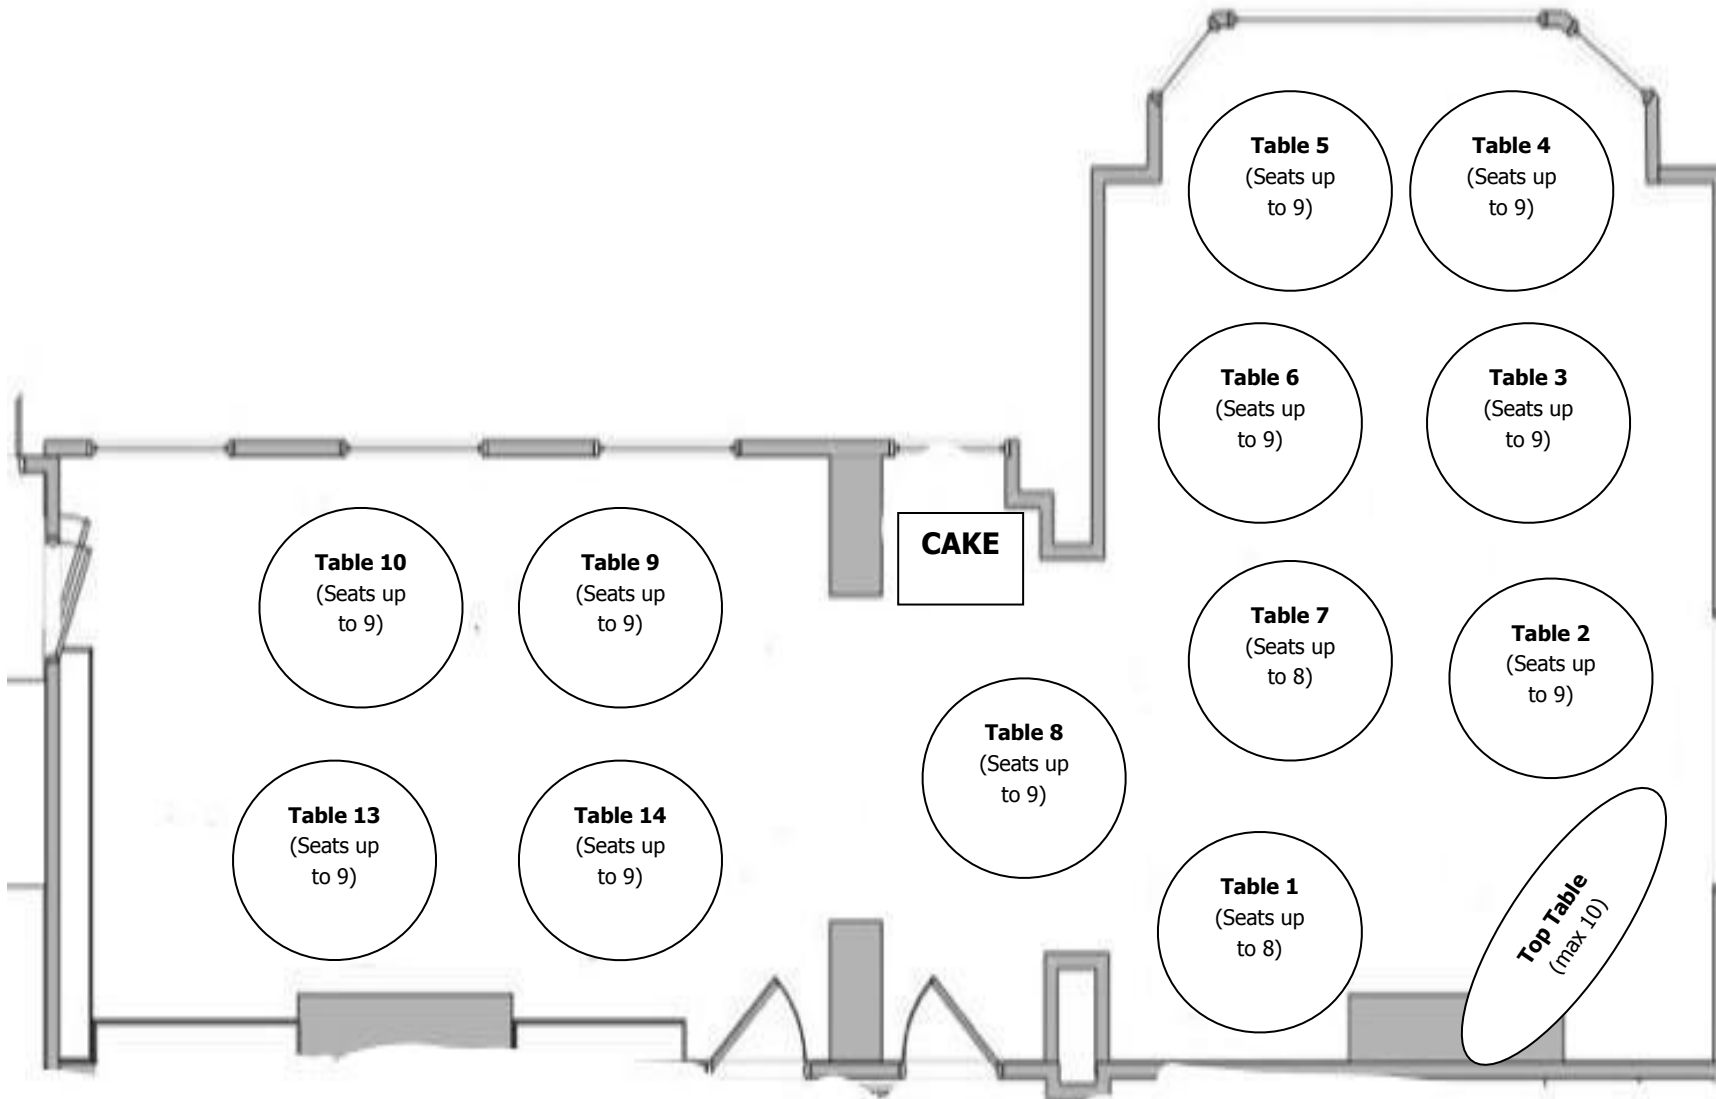 Table 5
(Seats up
to 9)
Table 4
(Seats up
to 9)
Table 6
(Seats up
to 9)
Table 3
(Seats up
to 9)
CAKE
Table 10
(Seats up
to 9)
Table 9
(Seats up
to 9)
Table 7
(Seats up
to 8)
Table 2
(Seats up
to 9)
Table 8
(Seats up
to 9)
Table 13
(Seats up
to 9)
Table 14
(Seats up
to 9)
Table 1
(Seats up
to 8)
Top Table
(max 10)